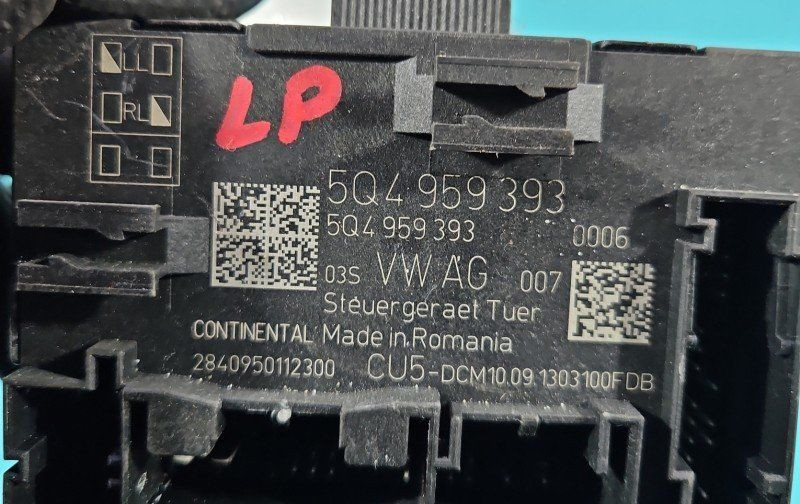 LL
RL
LP
5Q4 959 393
5Q4 959 393 0006
03S VW AG 007
Steuergeraet Tuer
CONTINENTAL Made in Romania
2840950112300 CU5-DCM10.09.1303100FDB